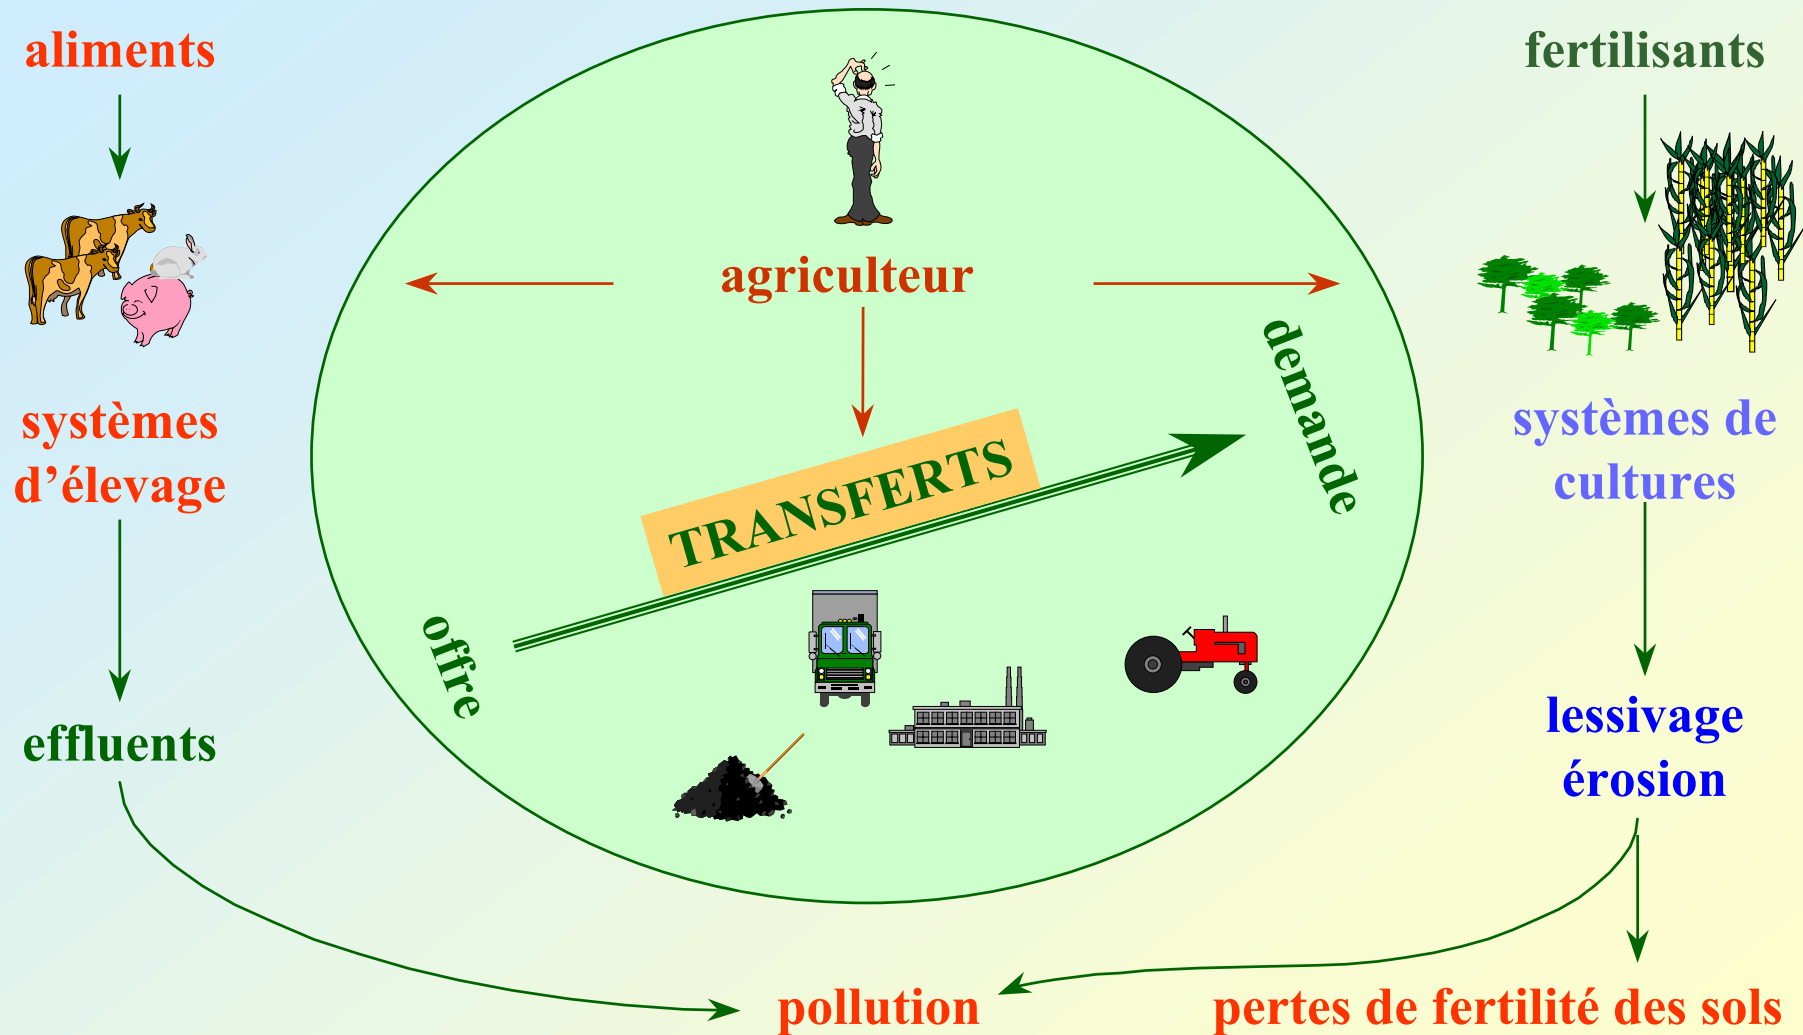 aliments
fertilisants
agriculteur
demande
systèmes
d’élevage
systèmes de
cultures
TRANSFERTS
offre
effluents
lessivage
érosion
pollution
pertes de fertilité des sols